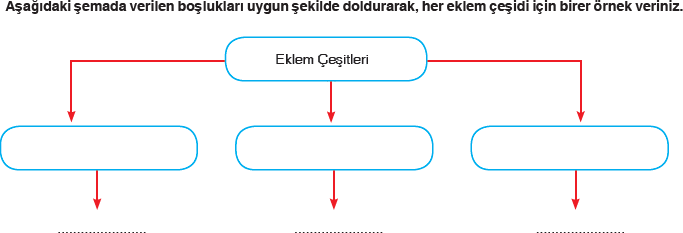 Aşağıdaki şemada verilen boşlukları uygun şekilde doldurarak, her eklem çeşidi için birer örnek veriniz.
Eklem Çeşitleri
....................... ....................... .......................